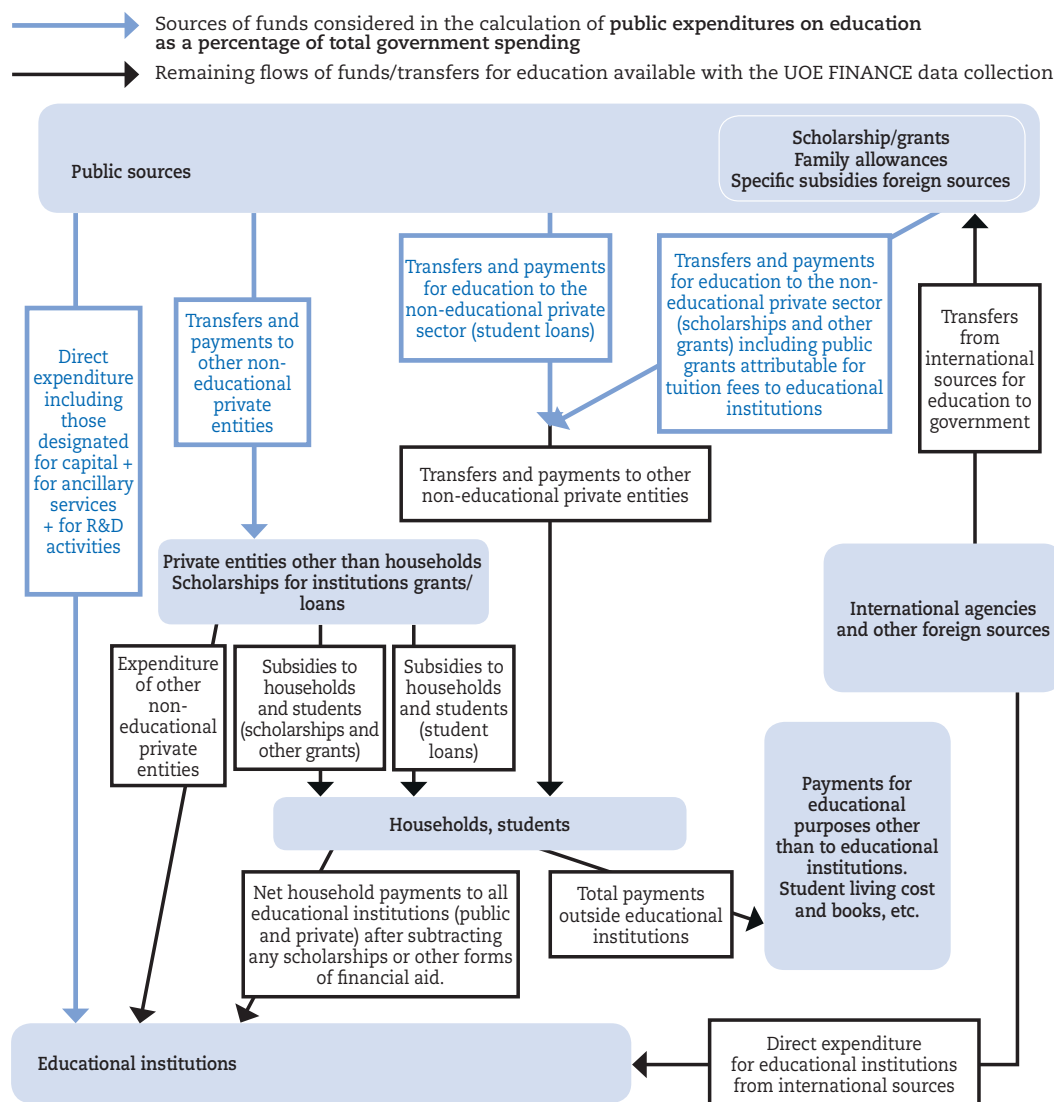 Sources of funds considered in the calculation of public expenditures on education
as a percentage of total government spending
Remaining flows of funds/transfers for education available with the UOE FINANCE data collection
Public sources
Scholarship/grants
Family allowances
Specific subsidies foreign sources
Direct
expenditure
including
those
designated
for capital +
for ancillary
services
+ for R&D
activities
Transfers and
payments to
other non-
educational
private
entities
Transfers and payments
for education to the
non-educational private
sector (student loans)
Transfers and payments
for education to the non-
educational private sector
(scholarships and other
grants) including public
grants attributable for
tuition fees to educational
institutions
Transfers
from
international
sources for
education to
government
Transfers and payments to other
non-educational private entities
Private entities other than households
Scholarships for institutions grants/
loans
International agencies
and other foreign sources
Expenditure
of other
non-
educational
private
entities
Subsidies to
households
and students
(scholarships and
other grants)
Subsidies to
households
and students
(student
loans)
Households, students
Payments for
educational
purposes other
than to educational
institutions.
Student living cost
and books, etc.
Net household payments to all
educational institutions (public
and private) after subtracting
any scholarships or other forms
of financial aid.
Total payments
outside educational
institutions
Educational institutions
Direct expenditure
for educational institutions
from international sources